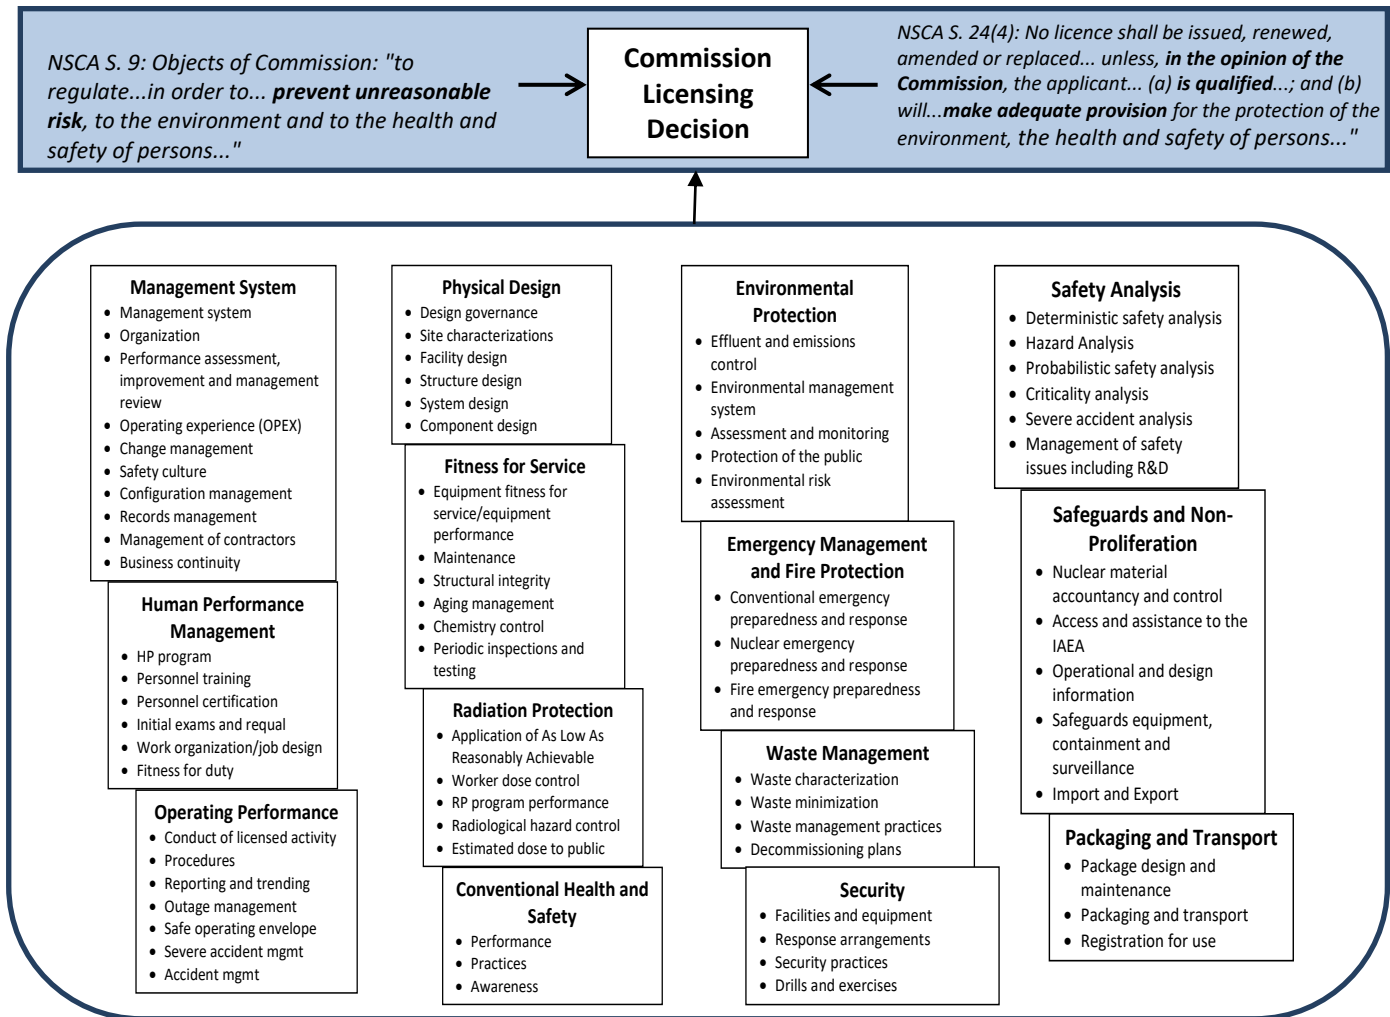 NSCA S. 9: Objects of Commission: "to
regulate...in order to... prevent unreasonable
risk, to the environment and to the health and
safety of persons..."
Commission
Licensing
Decision
NSCA S. 24(4): No licence shall be issued, renewed,
amended or replaced... unless, in the opinion of the
Commission, the applicant... (a) is qualified...; and (b)
will...make adequate provision for the protection of the
environment, the health and safety of persons..."
Management System
• Management system
• Organization
• Performance assessment,
improvement and management
review
• Operating experience (OPEX)
• Change management
• Safety culture
• Configuration management
• Records management
• Management of contractors
• Business continuity
Human Performance
Management
• HP program
• Personnel training
• Personnel certification
• Initial exams and requal
• Work organization/job design
• Fitness for duty
Operating Performance
• Conduct of licensed activity
• Procedures
• Reporting and trending
• Outage management
• Safe operating envelope
• Severe accident mgmt
• Accident mgmt
Physical Design
• Design governance
• Site characterizations
• Facility design
• Structure design
• System design
• Component design
Fitness for Service
• Equipment fitness for
service/equipment
performance
• Maintenance
• Structural integrity
• Aging management
• Chemistry control
• Periodic inspections and
testing
Radiation Protection
• Application of As Low As
Reasonably Achievable
• Worker dose control
• RP program performance
• Radiological hazard control
• Estimated dose to public
Conventional Health and
Safety
• Performance
• Practices
• Awareness
Environmental
Protection
• Effluent and emissions
control
• Environmental management
system
• Assessment and monitoring
• Protection of the public
• Environmental risk
assessment
Emergency Management
and Fire Protection
• Conventional emergency
preparedness and response
• Nuclear emergency
preparedness and response
• Fire emergency preparedness
and response
Waste Management
• Waste characterization
• Waste minimization
• Waste management practices
• Decommissioning plans
Security
• Facilities and equipment
• Response arrangements
• Security practices
• Drills and exercises
Safety Analysis
• Deterministic safety analysis
• Hazard Analysis
• Probabilistic safety analysis
• Criticality analysis
• Severe accident analysis
• Management of safety
issues including R&D
Safeguards and Non-
Proliferation
• Nuclear material
accountancy and control
• Access and assistance to the
IAEA
• Operational and design
information
• Safeguards equipment,
containment and
surveillance
• Import and Export
Packaging and Transport
• Package design and
maintenance
• Packaging and transport
• Registration for use